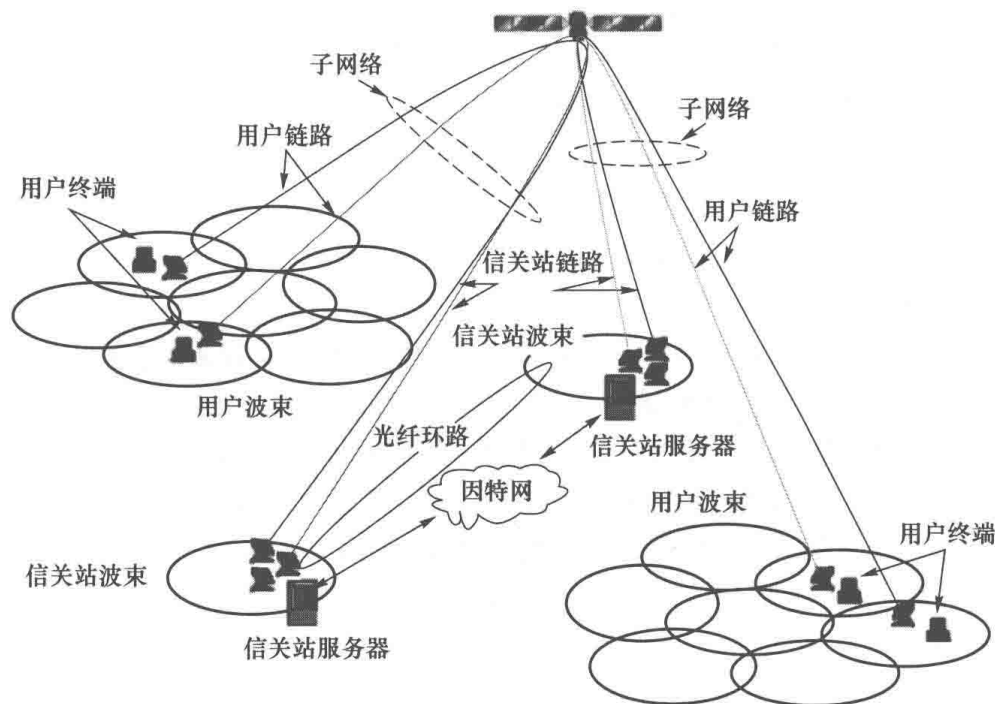 子网络
子网络
用户链路
用户终端
用户链路
信关站链路
信关站波束
用户波束
光纤环路
信关站服务器
因特网
用户波束
用户终端
信关站波束
信关站服务器